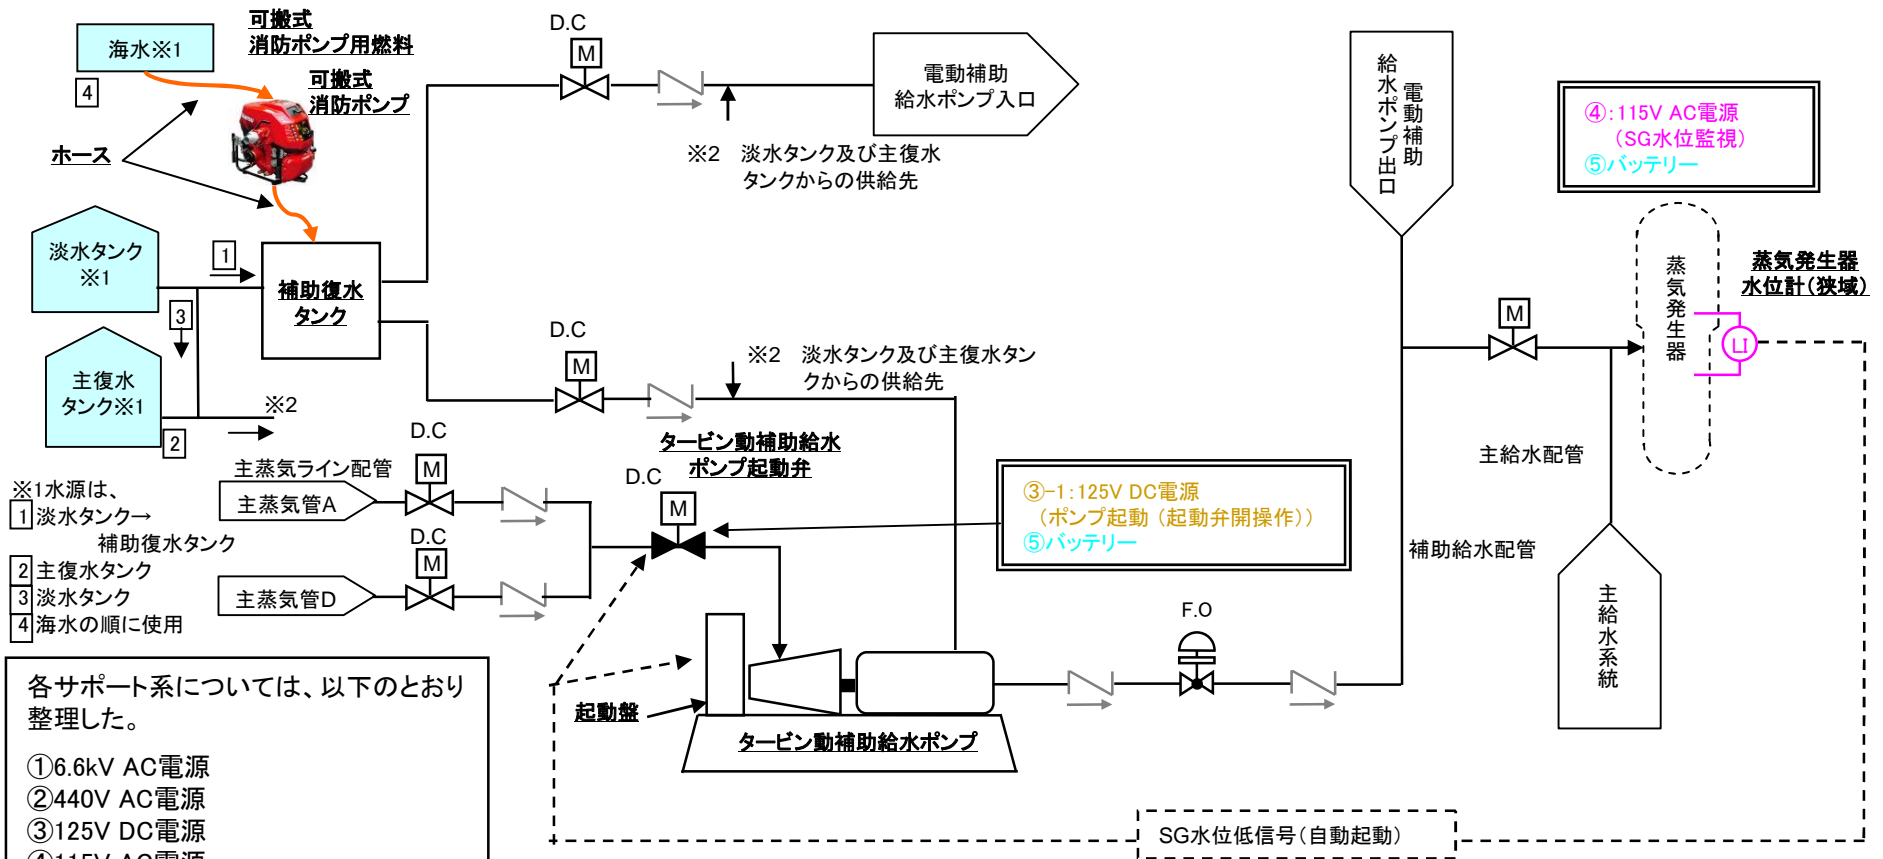 海水※1
4
可搬式
消防ポンプ用燃料
可搬式
消防ポンプ
ホース
淡水タンク
※1
1
3
主復水
タンク※1
2
※2
補助復水
タンク
D.C
M
電動補助
給水ポンプ入口
※2 淡水タンク及び主復水
タンクからの供給先
D.C
M
※2 淡水タンク及び主復水タン
クからの供給先
電動補助
給水ポンプ出口
④:115V AC電源
(SG水位監視)
⑤バッテリー
蒸気発生器
蒸気発生器
水位計(狭域)
LI
M
主給水配管
補助給水配管
主給水系統
※1水源は、
1 淡水タンク→
補助復水タンク
2 主復水タンク
3 淡水タンク
4 海水の順に使用
主蒸気ライン配管
主蒸気管A
D.C
M
主蒸気管D
D.C
M
タービン動補助給水
ポンプ起動弁
D.C
M
③-1:125V DC電源
(ポンプ起動(起動弁開操作))
⑤バッテリー
F.O
起動盤
タービン動補助給水ポンプ
SG水位低信号(自動起動)
各サポート系については、以下のとおり
整理した。
①6.6kV AC電源
②440V AC電源
③125V DC電源
④115V AC電源